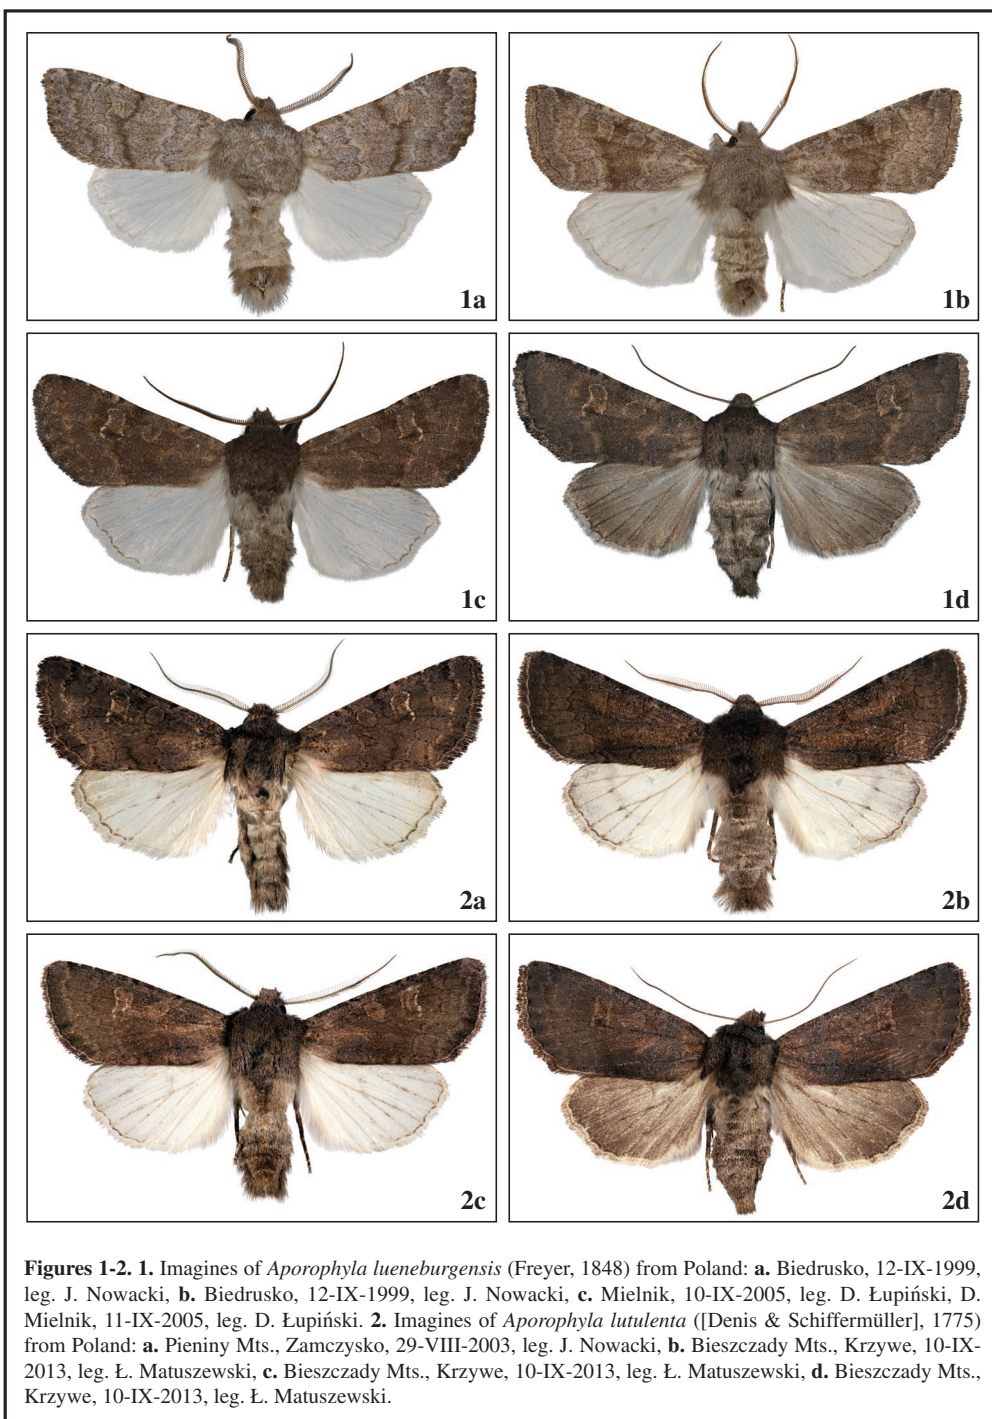 1a
1b
1c
1d
2a
2b
2c
2d
Figures 1-2. 1. Imagines of Aporophyla lueneburgensis (Freyer, 1848) from Poland: a. Biedrusko, 12-IX-1999,
leg. J. Nowacki, b. Biedrusko, 12-IX-1999, leg. J. Nowacki, c. Mielnik, 10-IX-2005, leg. D. Łupiński, D.
Mielnik, 11-IX-2005, leg. D. Łupiński. 2. Imagines of Aporophyla lutulenta ([Denis & Schiffermüller], 1775)
from Poland: a. Pieniny Mts., Zamczysko, 29-VIII-2003, leg. J. Nowacki, b. Bieszczady Mts., Krzywe, 10-IX-
2013, leg. Ł. Matuszewski, c. Bieszczady Mts., Krzywe, 10-IX-2013, leg. Ł. Matuszewski, d. Bieszczady Mts.,
Krzywe, 10-IX-2013, leg. Ł. Matuszewski.